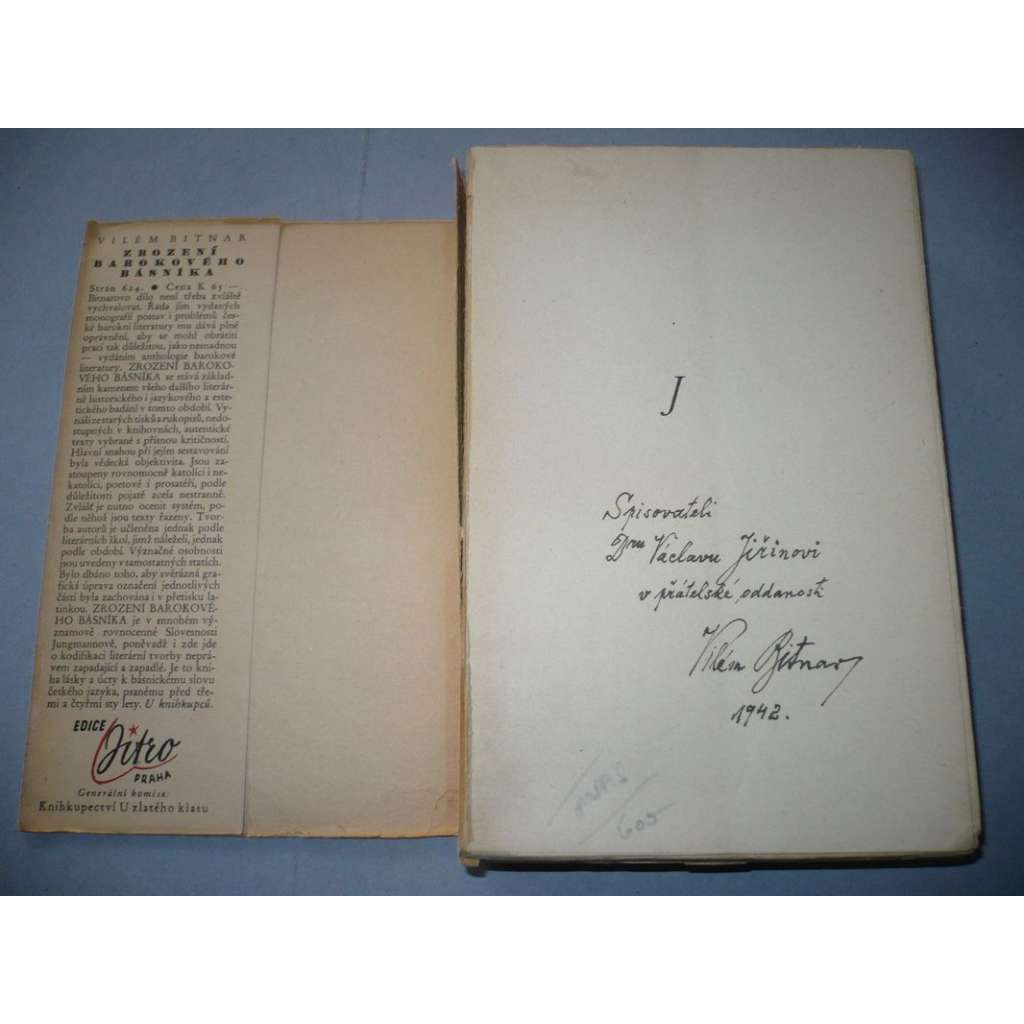 VILÉM BITNAR
ZROZENÍ
BAROKOVÉHO
BÁSNÍKA
Stran 624. ● Cena K 65 —
Bitnarovo dílo není třeba zvláště
vychvalovat. Řada jím vydaných
monografií postav i problémů čes-
ké barokní literatury mu dává plné
oprávnění, aby se mohl obrátiti
prací tak důležitou, jako nesnadnou
— vydáním anthologie barokové
literatury. ZROZENÍ BAROKO-
VÉHO BÁSNÍKA se stává základ-
ním kamenem všeho dalšího literár-
ně historického i jazykového a este-
tického badání v tomto období. Vy-
náší ze starých tisků a rukopisů, nedo-
stupných v knihovnách, autentické
texty vybrané s přísnou kritičností.
Hlavní snahou při jejím sestavování
byla vědecká objektivita. Jsou za-
stoupeny rovnomocně katolíci i ne-
katolíci, poetové i prosatéři, podle
důležitosti pojaté zcela nestranně.
Zvlášť je nutno ocenit systém, po-
dle něhož jsou texty řazeny. Tvor-
ba autorů je učleněna jednak podle
literárních škol, jimž náleželi, jednak
podle období. Význačné osobnosti
jsou uvedeny v samostatných statích.
Bylo dbáno toho, aby svérázná gra-
fická úprava označení jednotlivých
částí byla zachována i v přetisku la-
tinkou. ZROZENÍ BAROKOVÉ-
HO BÁSNÍKA je v mnohém vý-
znamově rovnocenné Slovesnosti
Jungmannově, poněvadž i zde jde
o kodifikaci literární tvorby neprá-
vem zapadající a zapadlé. Je to kni-
ha lásky a úcty k básnickému slovu
českého jazyka, psanému před tře-
mi a čtyřmi sty lety. U knihkupců.
EDICE
Jitro
PRAHA
Generální komise:
Knihkupectví U zlatého klasu
J
Spisovateli
Dru Václavu Jiřinovi
v přátelské oddanosti
Vilém Bitnar
1942.
600